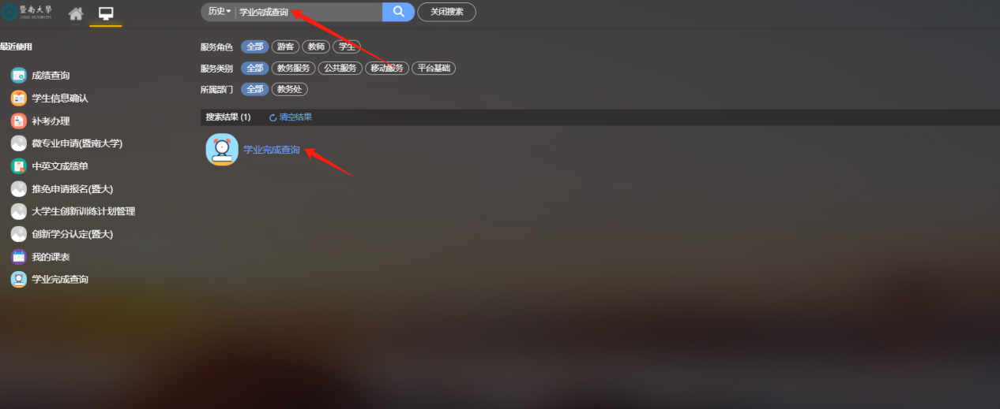 暨南大學
JINAN UNIVERSITY
历史 学业完成查询
关闭搜索
最近使用
成绩查询
学生信息确认
补考办理
微专业申请(暨南大学)
中英文成绩单
推免申请报名(暨大)
大学生创新训练计划管理
创新学分认定(暨大)
我的课表
学业完成查询
服务角色 全部 游客 教师 学生
服务类别 全部 教务服务 公共服务 移动服务 平台基础
所属部门 全部 教务处
搜索结果 (1) 清空结果
学业完成查询